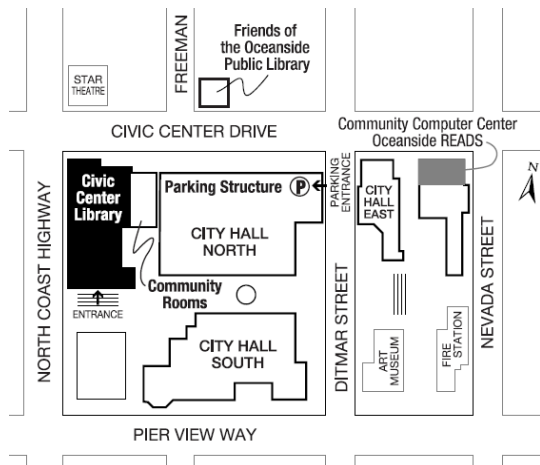 Friends of
the Oceanside
Public Library
FREEMAN
STAR
THEATRE
CIVIC CENTER DRIVE
Community Computer Center
Oceanside READS
N
Civic
Center
Library
Parking Structure P
PARKING
ENTRANCE
CITY
HALL
EAST
CITY HALL
NORTH
Community
Rooms
ENTRANCE
NORTH COAST HIGHWAY
DITMAR STREET
NEVADA STREET
CITY HALL
SOUTH
ART
MUSEUM
FIRE
STATION
PIER VIEW WAY